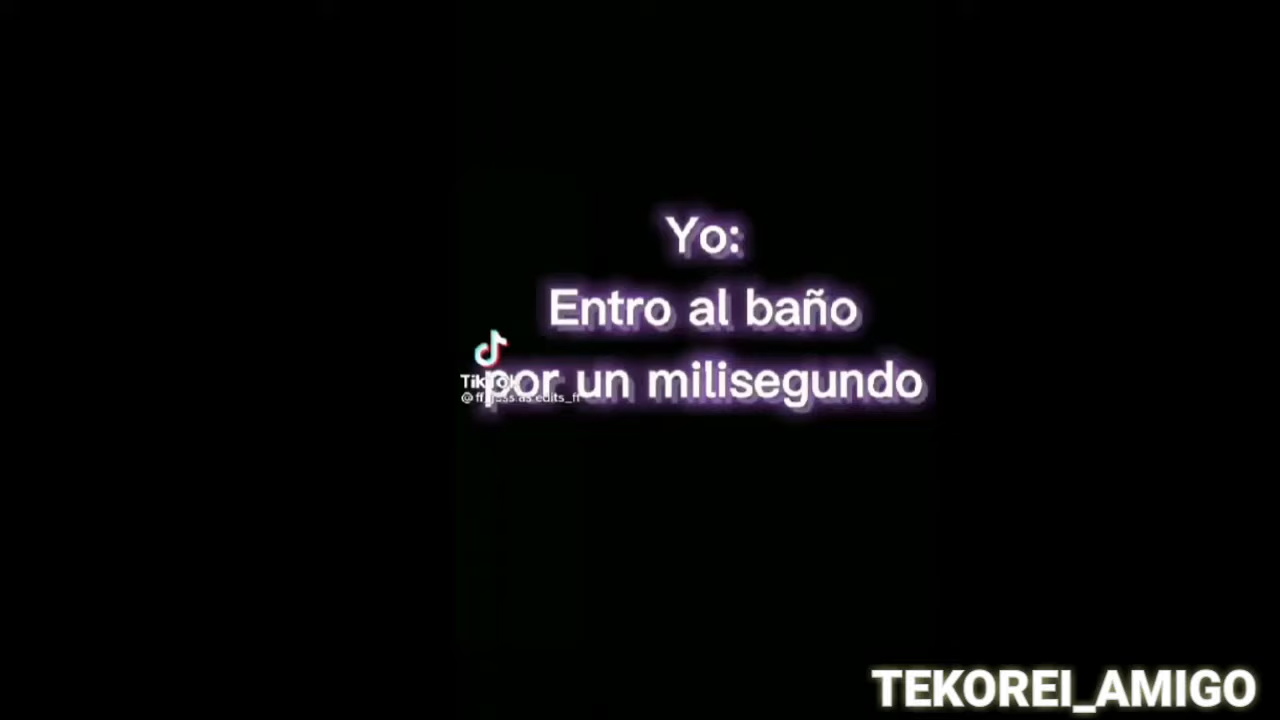 Yo:
Entro al baño
por un milisegundo
TikTok
TEKOREI_AMIGO